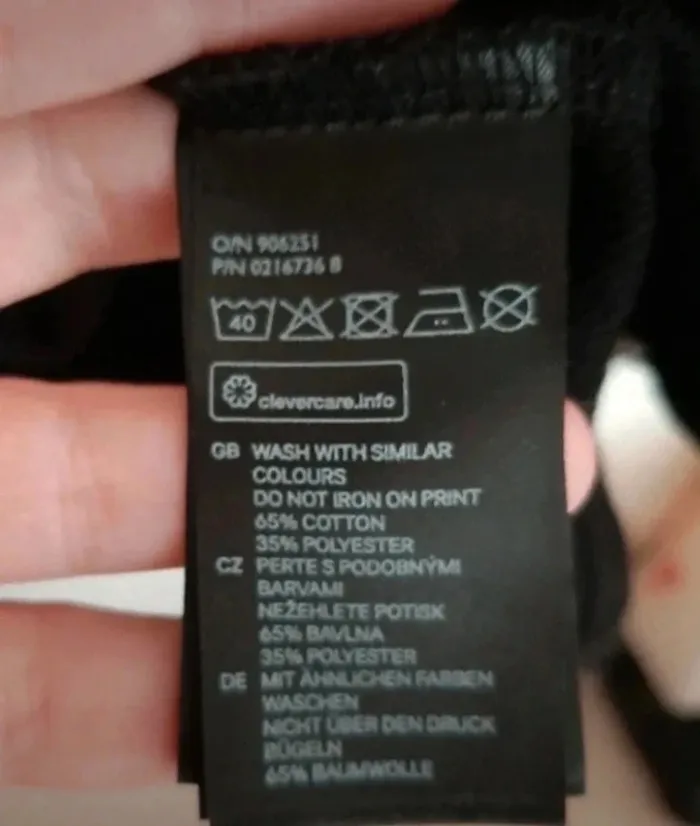 O/N 906251
P/N 0216736 8
40
clevercare.info
GB WASH WITH SIMILAR
COLOURS
DO NOT IRON ON PRINT
65% COTTON
35% POLYESTER
CZ PERTE S PODOBNÝMI
BARVAMI
NEŽEHLETE POTISK
65% BAVLNA
35% POLYESTER
DE MIT ÄHNLICHEN FARBEN
WASCHEN
NICHT ÜBER DEN DRUCK
BÜGELN
65% BAUMWOLLE